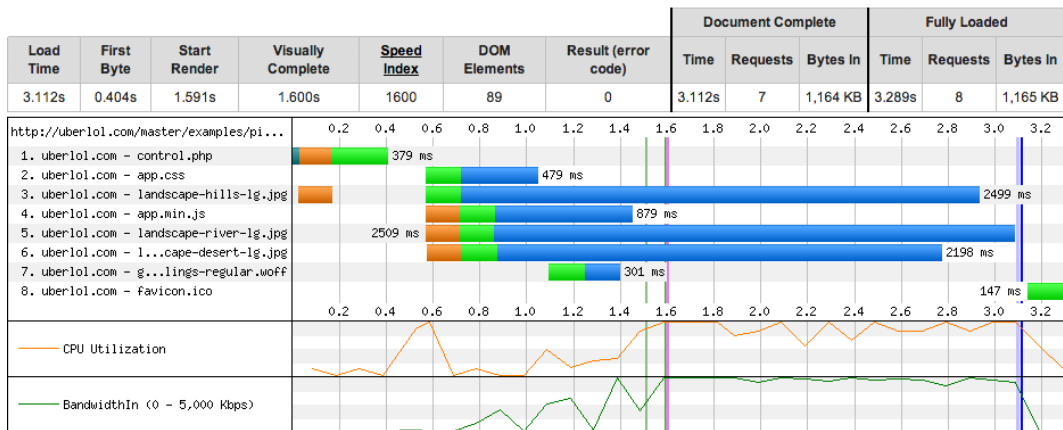 Document Complete Fully Loaded
Load Time First Byte Start Render Visually Complete Speed Index DOM Elements Result (error code) Time Requests Bytes In Time Requests Bytes In
3.112s 0.404s 1.591s 1.600s 1600 89 0 3.112s 7 1,164 KB 3.289s 8 1,165 KB
http://uberlol.com/master/examples/pi... 0.2 0.4 0.6 0.8 1.0 1.2 1.4 1.6 1.8 2.0 2.2 2.4 2.6 2.8 3.0 3.2
1. uberlol.com - control.php 379 ms
2. uberlol.com - app.css 479 ms
3. uberlol.com - landscape-hills-lg.jpg 2499 ms
4. uberlol.com - app.min.js 879 ms
5. uberlol.com - landscape-river-lg.jpg 2509 ms
6. uberlol.com - l...cape-desert-lg.jpg 2198 ms
7. uberlol.com - g...lings-regular.woff 301 ms
8. uberlol.com - favicon.ico 147 ms
0.2 0.4 0.6 0.8 1.0 1.2 1.4 1.6 1.8 2.0 2.2 2.4 2.6 2.8 3.0 3.2
CPU Utilization
BandwidthIn (0 - 5,000 Kbps)